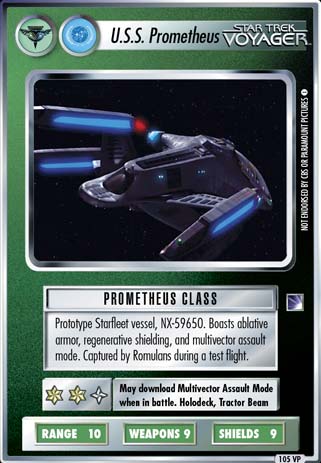 U.S.S. Prometheus
STAR TREK
VOYAGER
NOT ENDORSED BY CBS OR PARAMOUNT PICTURES
PROMETHEUS CLASS
Prototype Starfleet vessel, NX-59650. Boasts ablative
armor, regenerative shielding, and multivector assault
mode. Captured by Romulans during a test flight.
May download Multivector Assault Mode
when in battle. Holodeck, Tractor Beam
RANGE 10
WEAPONS 9
SHIELDS 9
105 VP